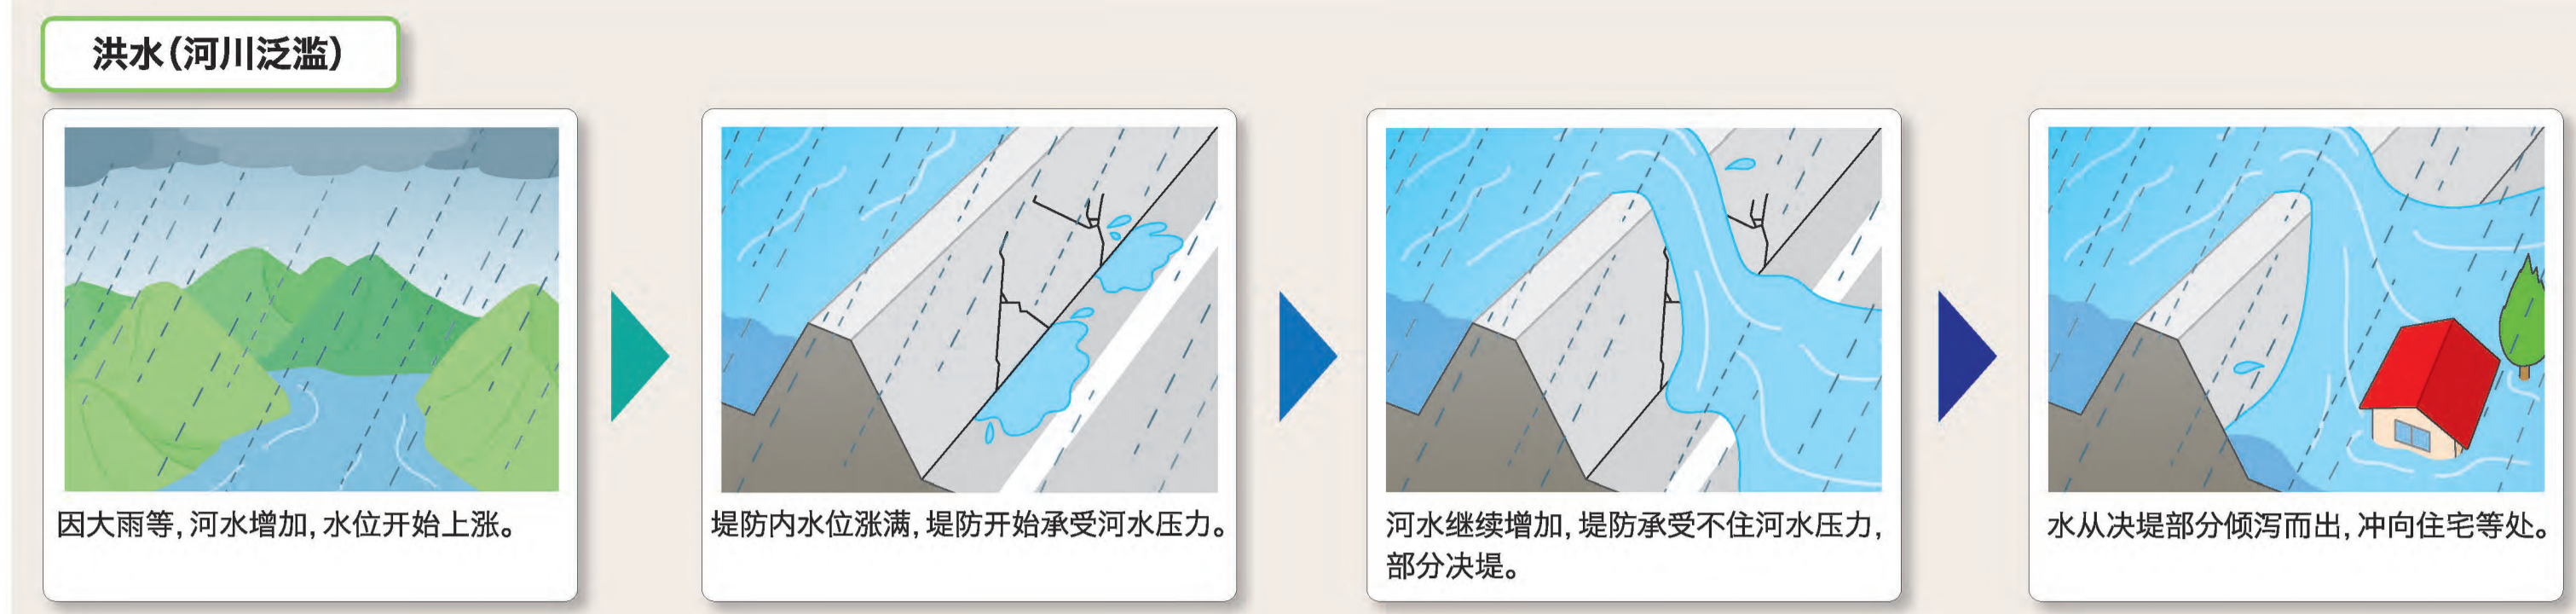 洪水（河川泛滥）
因大雨等，河水增加，水位开始上涨。
堤防内水位涨满，堤防开始承受河水压力。
河水继续增加，堤防承受不住河水压力，
部分决堤。
水从决堤部分倾泻而出，冲向住宅等处。